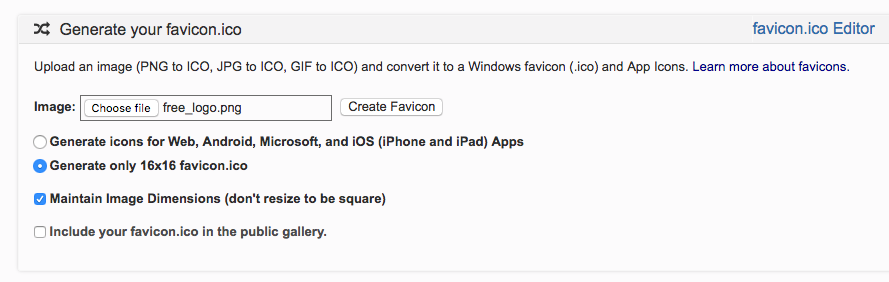 Generate your favicon.ico favicon.ico Editor
Upload an image (PNG to ICO, JPG to ICO, GIF to ICO) and convert it to a Windows favicon (.ico) and App Icons. Learn more about favicons.
Image: Choose file free_logo.png Create Favicon
Generate icons for Web, Android, Microsoft, and iOS (iPhone and iPad) Apps
Generate only 16x16 favicon.ico
Maintain Image Dimensions (don't resize to be square)
Include your favicon.ico in the public gallery.